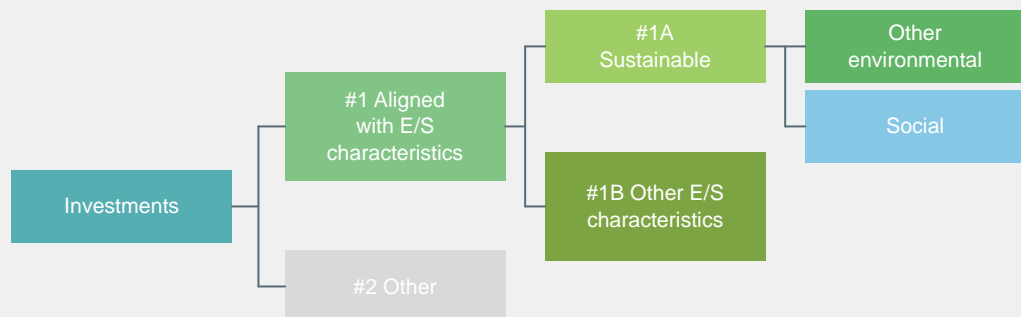 Investments
#1 Aligned
with E/S
characteristics
#2 Other
#1A
Sustainable
#1B Other E/S
characteristics
Other
environmental
Social